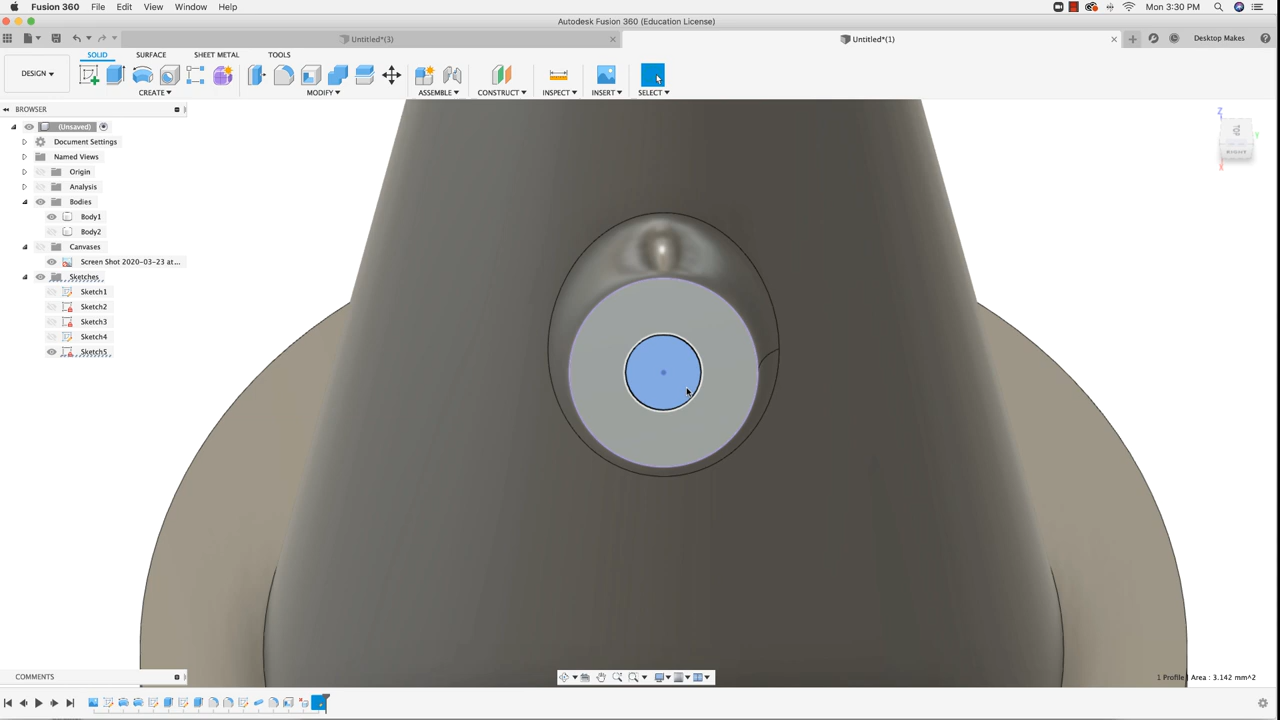 Fusion 360 File Edit View Window Help Mon 3:30 PM
Autodesk Fusion 360 (Education License)
Untitled*(3) Untitled*(1) Desktop Makes
SOLID SURFACE SHEET METAL TOOLS
DESIGN
CREATE MODIFY ASSEMBLE CONSTRUCT INSPECT INSERT SELECT
BROWSER
(Unsaved)
Document Settings
Named Views
Origin
Analysis
Bodies
Body1
Body2
Canvases
Screen Shot 2020-03-23 at...
Sketches
Sketch1
Sketch2
Sketch3
Sketch4
Sketch5
Z
Y
RIGHT
X
COMMENTS
1 Profile | Area : 3.142 mm^2